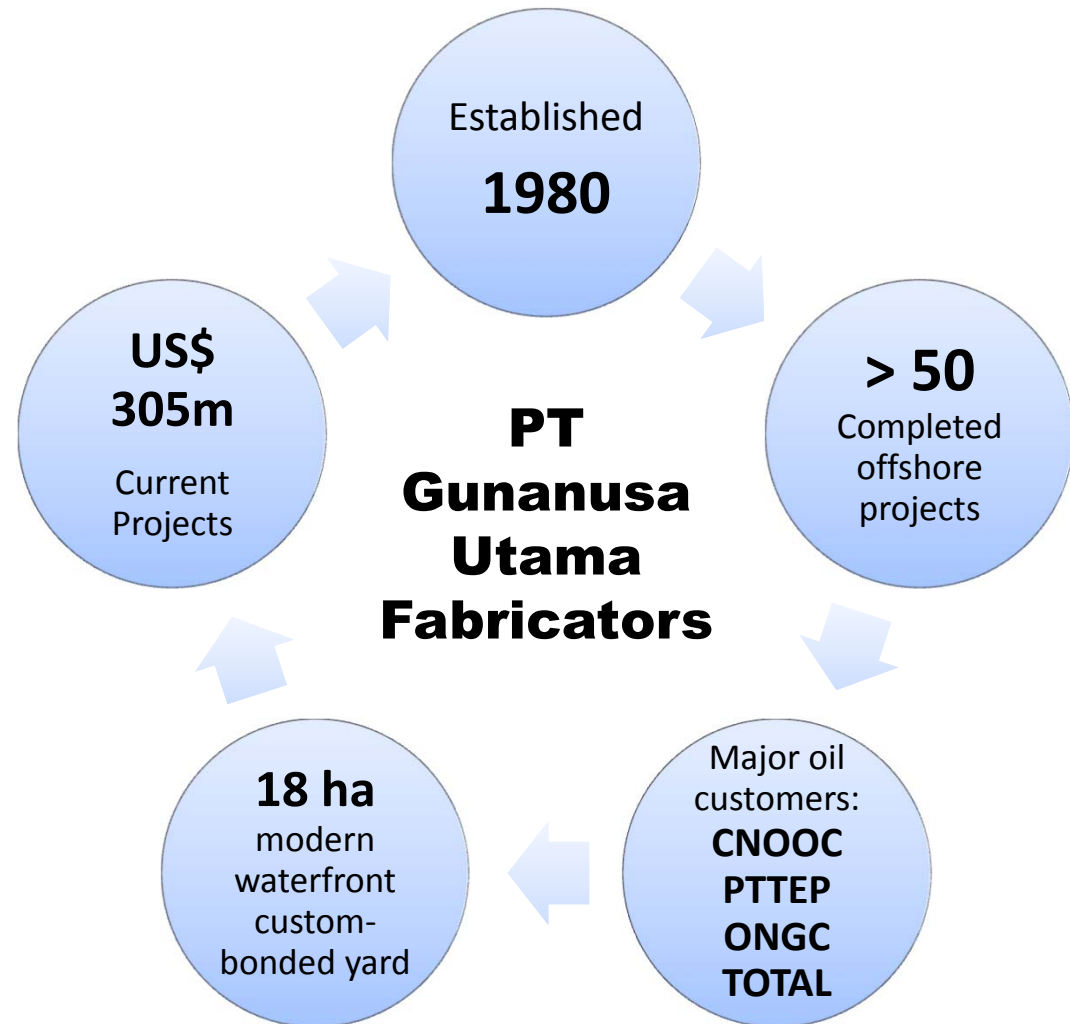 Established
1980
> 50
Completed
offshore
projects
Major oil
customers:
CNOOC
PTTEP
ONGC
TOTAL
18 ha
modern
waterfront
custom-
bonded yard
US$
305m
Current
Projects
PT
Gunanusa
Utama
Fabricators